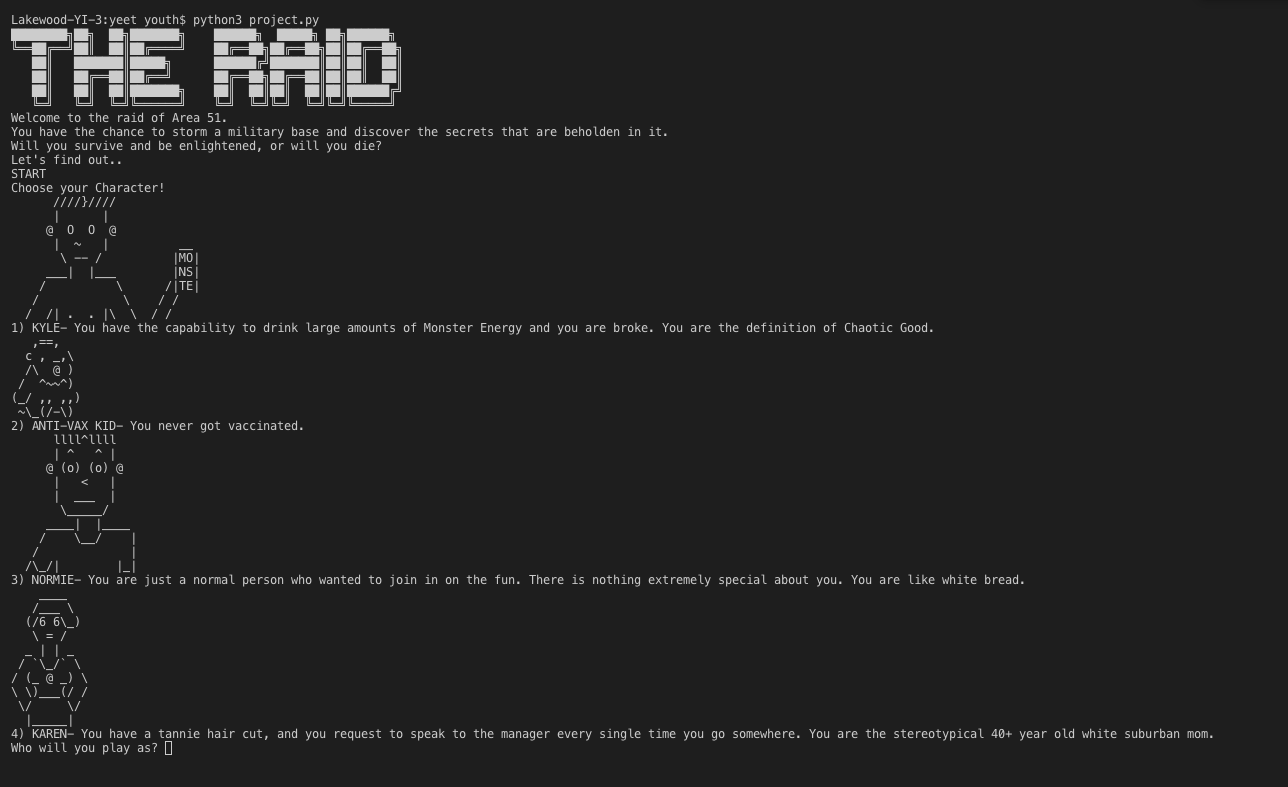 Lakewood-YI-3:yeet youth$ python3 project.py
THE RAID
Welcome to the raid of Area 51.
You have the chance to storm a military base and discover the secrets that are beholden in it.
Will you survive and be enlightened, or will you die?
Let's find out..
START
Choose your Character!
MO
NS
TE
1) KYLE- You have the capability to drink large amounts of Monster Energy and you are broke. You are the definition of Chaotic Good.
2) ANTI-VAX KID- You never got vaccinated.
3) NORMIE- You are just a normal person who wanted to join in on the fun. There is nothing extremely special about you. You are like white bread.
4) KAREN- You have a tannie hair cut, and you request to speak to the manager every single time you go somewhere. You are the stereotypical 40+ year old white suburban mom.
Who will you play as?